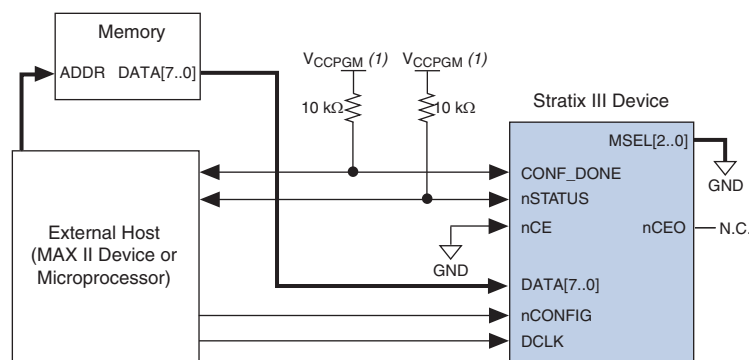 Memory
ADDR DATA[7..0]
VCCPGM (1) VCCPGM (1)
10 kΩ 10 kΩ
Stratix III Device
MSEL[2..0]
GND
CONF_DONE
nSTATUS
nCE
nCEO
N.C.
GND
External Host
(MAX II Device or
Microprocessor)
DATA[7..0]
nCONFIG
DCLK